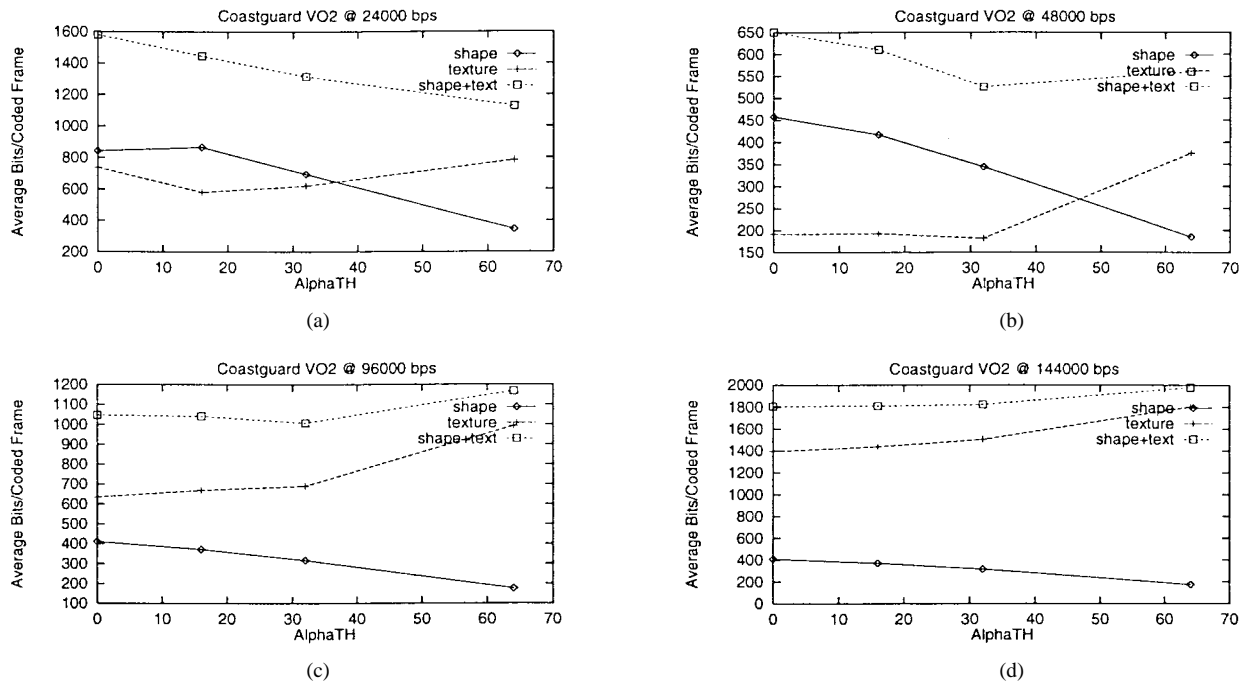 Coastguard VO2 @ 24000 bps
Average Bits/Coded Frame
1600
1400
1200
1000
800
600
400
200
0 10 20 30 40 50 60 70
AlphaTH
shape
texture
shape+text
(a)
Coastguard VO2 @ 48000 bps
Average Bits/Coded Frame
650
600
550
500
450
400
350
300
250
200
150
0 10 20 30 40 50 60 70
AlphaTH
shape
texture
shape+text
(b)
Coastguard VO2 @ 96000 bps
Average Bits/Coded Frame
1200
1100
1000
900
800
700
600
500
400
300
200
100
0 10 20 30 40 50 60 70
AlphaTH
shape
texture
shape+text
(c)
Coastguard VO2 @ 144000 bps
Average Bits/Coded Frame
2000
1800
1600
1400
1200
1000
800
600
400
200
0
0 10 20 30 40 50 60 70
AlphaTH
shape
texture
shape+text
(d)